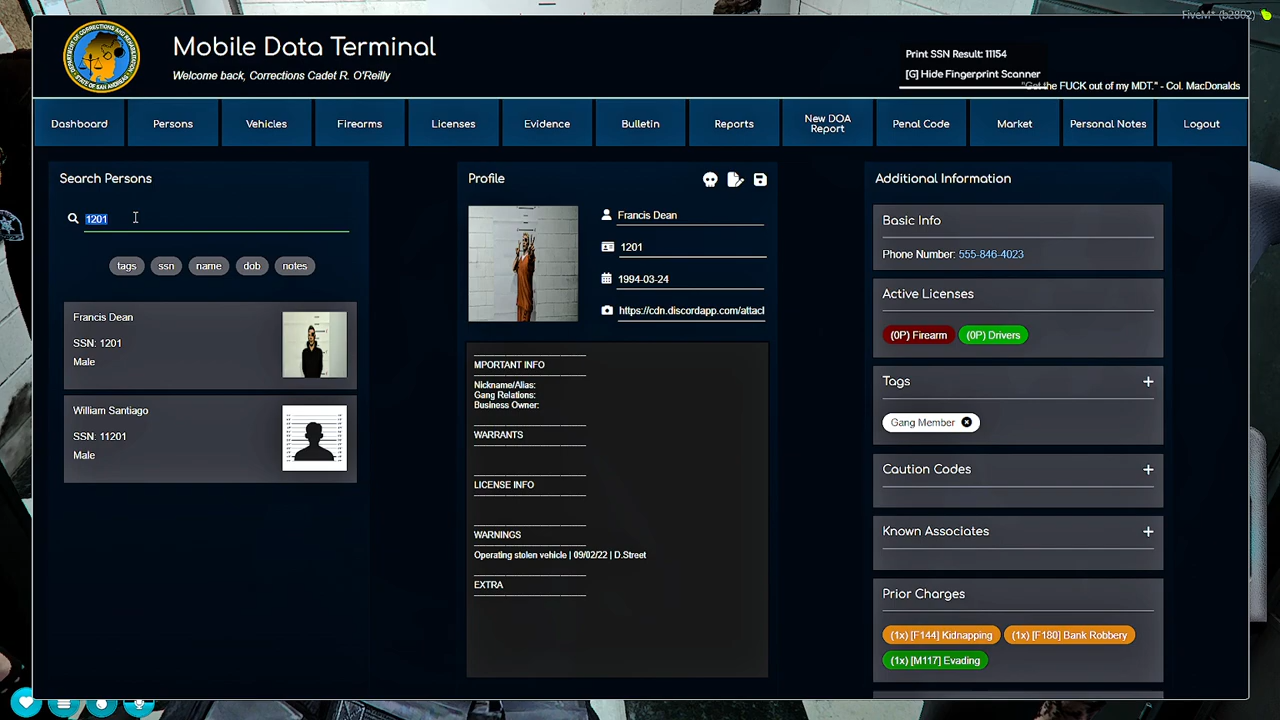 FiveM* (b2802)
Mobile Data Terminal
Welcome back, Corrections Cadet R. O'Reilly
Print SSN Result: 11154
[G] Hide Fingerprint Scanner
"Get the FUCK out of my MDT." - Col. MacDonalds
Dashboard
Persons
Vehicles
Firearms
Licenses
Evidence
Bulletin
Reports
New DOA
Report
Penal Code
Market
Personal Notes
Logout
Search Persons
1201
tags
ssn
name
dob
notes
Francis Dean
SSN: 1201
Male
William Santiago
SSN: 11201
Male
Profile
Francis Dean
1201
1994-03-24
https://cdn.discordapp.com/attacl
MPORTANT INFO
Nickname/Alias:
Gang Relations:
Business Owner:
WARRANTS
LICENSE INFO
WARNINGS
Operating stolen vehicle | 09/02/22 | D.Street
EXTRA
Additional Information
Basic Info
Phone Number: 555-846-4023
Active Licenses
(0P) Firearm
(0P) Drivers
Tags
Gang Member
Caution Codes
Known Associates
Prior Charges
(1x) [F144] Kidnapping
(1x) [F180] Bank Robbery
(1x) [M117] Evading